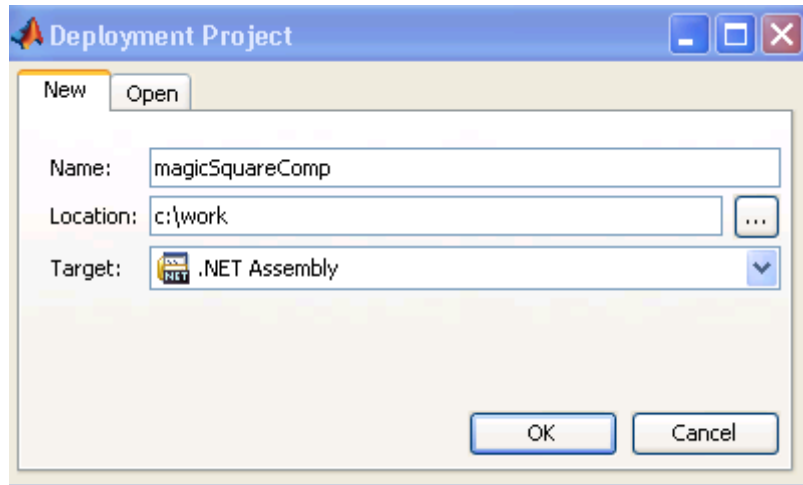 Deployment Project
New Open
Name: magicSquareComp
Location: c:\work ...
Target: .NET Assembly
OK Cancel